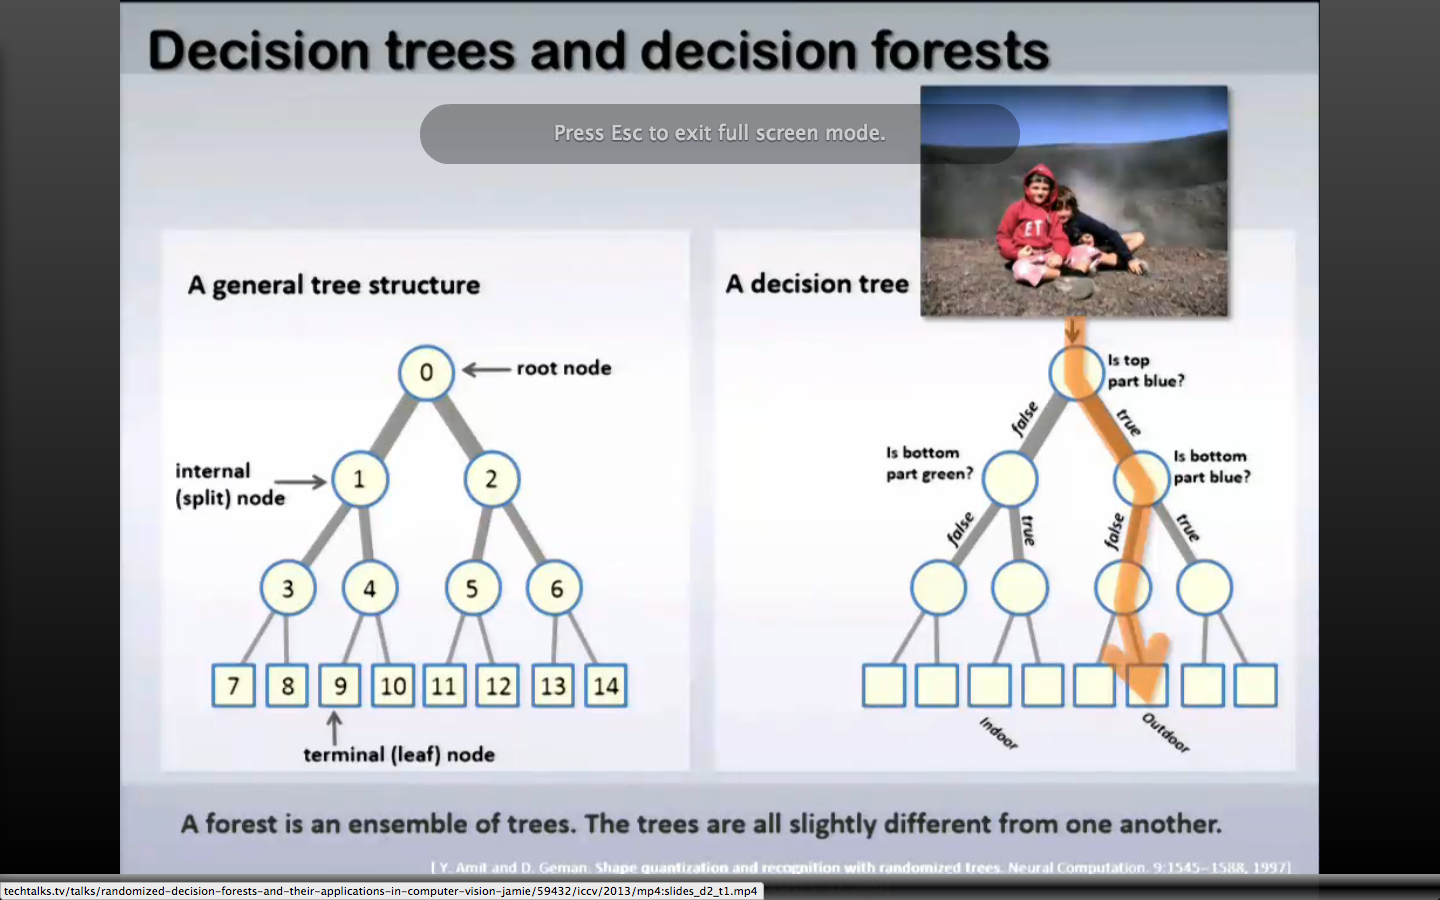 Decision trees and decision forests
Press Esc to exit full screen mode.
ET
A general tree structure
0
root node
internal
(split) node
1
2
3
4
5
6
7
8
9
10
11
12
13
14
terminal (leaf) node
A decision tree
Is top
part blue?
false
true
Is bottom
part green?
Is bottom
part blue?
false
true
false
true
Indoor
Outdoor
A forest is an ensemble of trees. The trees are all slightly different from one another.
[ Y. Amit and D. Geman. Shape quantization and recognition with randomized trees. Neural Computation. 9:1545–1588, 1997]
techtalks.tv/talks/randomized-decision-forests-and-their-applications-in-computer-vision-jamie/59432/iccv/2013/mp4:slides_d2_t1.mp4